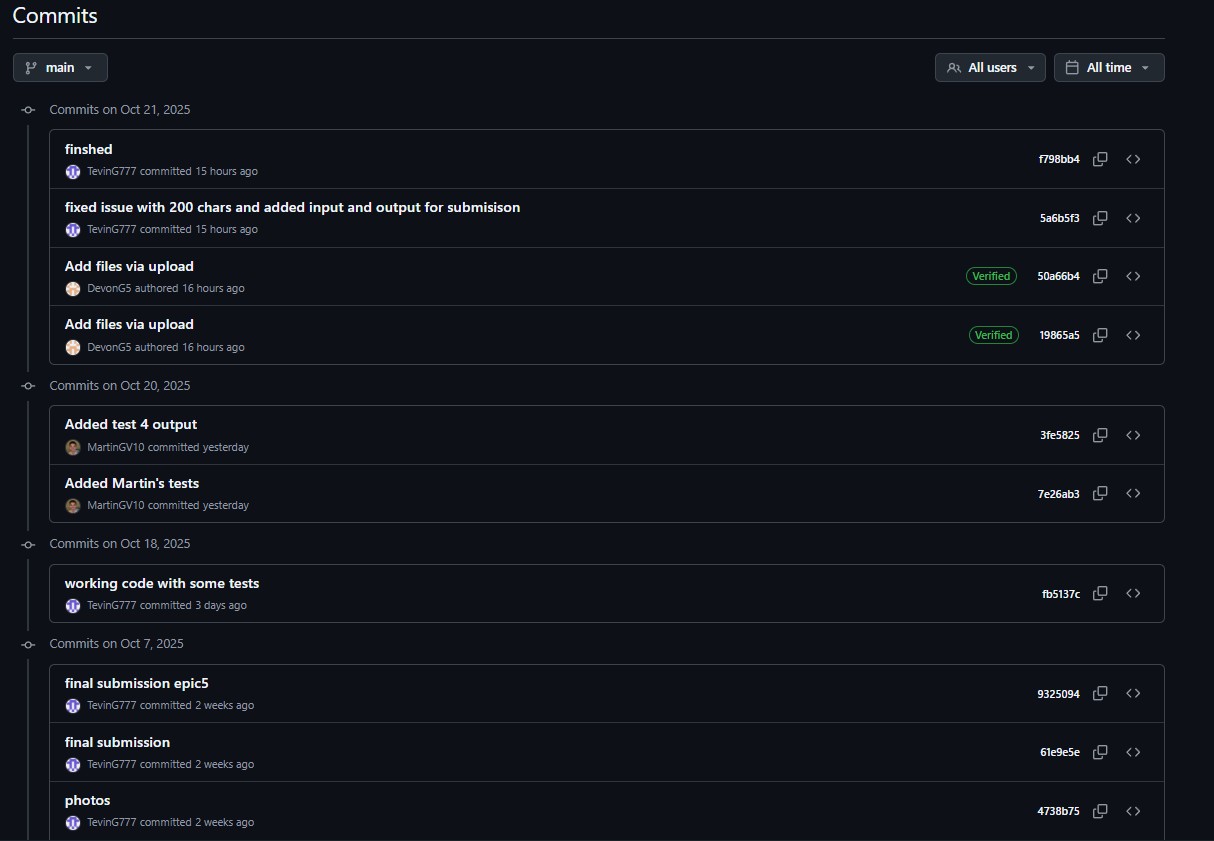 Commits
main
All users
All time
Commits on Oct 21, 2025
finshed
TevinG777 committed 15 hours ago
f798bb4
fixed issue with 200 chars and added input and output for submisison
TevinG777 committed 15 hours ago
5a6b5f3
Add files via upload
DevonG5 authored 16 hours ago
Verified
50a66b4
Add files via upload
DevonG5 authored 16 hours ago
Verified
19865a5
Commits on Oct 20, 2025
Added test 4 output
MartinGV10 committed yesterday
3fe5825
Added Martin's tests
MartinGV10 committed yesterday
7e26ab3
Commits on Oct 18, 2025
working code with some tests
TevinG777 committed 3 days ago
fb5137c
Commits on Oct 7, 2025
final submission epic5
TevinG777 committed 2 weeks ago
9325094
final submission
TevinG777 committed 2 weeks ago
61e9e5e
photos
TevinG777 committed 2 weeks ago
4738b75